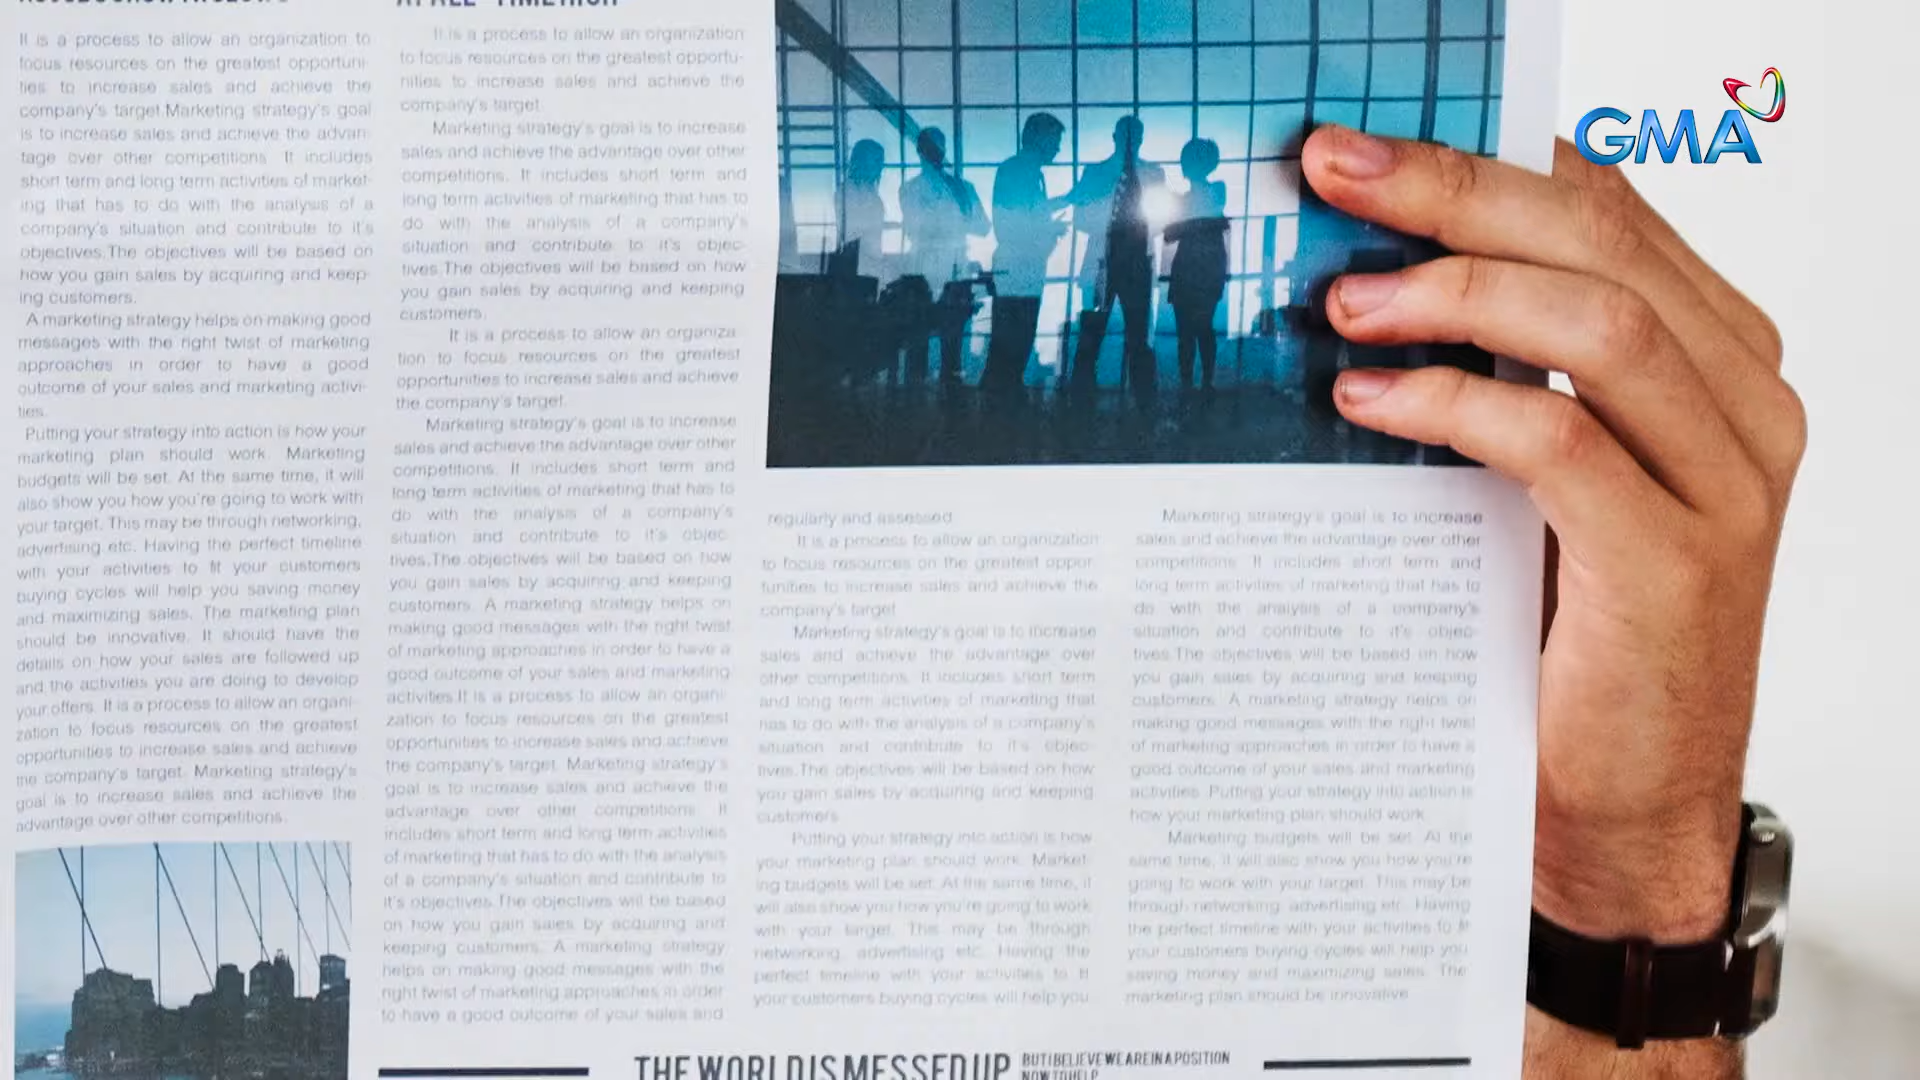 It is a process to allow an organization to
focus resources on the greatest opportuni-
ties to increase sales and achieve the
company's target.Marketing strategy's goal
is to increase sales and achieve the advan-
tage over other competitions. It includes
short term and long term activities of market-
ing that has to do with the analysis of a
company's situation and contribute to it's
objectives.The objectives will be based on
how you gain sales by acquiring and keep-
ing customers.
A marketing strategy helps on making good
messages with the right twist of marketing
approaches in order to have a good
outcome of your sales and marketing activi-
ties.
Putting your strategy into action is how your
marketing plan should work. Marketing
budgets will be set. At the same time, it will
also show you how you're going to work with
your target. This may be through networking,
advertising etc. Having the perfect timeline
with your activities to fit your customers
buying cycles will help you saving money
and maximizing sales. The marketing plan
should be innovative. It should have the
details on how your sales are followed up
and the activities you are doing to develop
your offers. It is a process to allow an organi-
zation to focus resources on the greatest
opportunities to increase sales and achieve
the company's target. Marketing strategy's
goal is to increase sales and achieve the
advantage over other competitions.
It is a process to allow an organization
to focus resources on the greatest opportu-
nities to increase sales and achieve the
company's target.
Marketing strategy's goal is to increase
sales and achieve the advantage over other
competitions. It includes short term and
long term activities of marketing that has to
do with the analysis of a company's
situation and contribute to it's objec-
tives.The objectives will be based on how
you gain sales by acquiring and keeping
customers.
It is a process to allow an organiza-
tion to focus resources on the greatest
opportunities to increase sales and achieve
the company's target.
Marketing strategy's goal is to increase
sales and achieve the advantage over other
competitions. It includes short term and
long term activities of marketing that has to
do with the analysis of a company's
situation and contribute to it's objec-
tives.The objectives will be based on how
you gain sales by acquiring and keeping
customers. A marketing strategy helps on
making good messages with the right twist
of marketing approaches in order to have a
good outcome of your sales and marketing
activities.It is a process to allow an organi-
zation to focus resources on the greatest
opportunities to increase sales and achieve
the company's target. Marketing strategy's
goal is to increase sales and achieve the
advantage over other competitions. It
includes short term and long term activities
of marketing that has to do with the analysis
of a company's situation and contribute to
it's objectives.The objectives will be based
on how you gain sales by acquiring and
keeping customers. A marketing strategy
helps on making good messages with the
right twist of marketing approaches in order
to have a good outcome of your sales and
regularly and assessed.
It is a process to allow an organization
to focus resources on the greatest oppor-
tunities to increase sales and achieve the
company's target.
Marketing strategy's goal is to increase
sales and achieve the advantage over
other competitions. It includes short term
and long term activities of marketing that
has to do with the analysis of a company's
situation and contribute to it's objec-
tives.The objectives will be based on how
you gain sales by acquiring and keeping
customers.
Putting your strategy into action is how
your marketing plan should work. Market-
ing budgets will be set. At the same time, it
will also show you how you're going to work
with your target. This may be through
networking, advertising etc. Having the
perfect timeline with your activities to fit
your customers buying cycles will help you
Marketing strategy's goal is to increase
sales and achieve the advantage over other
competitions. It includes short term and
long term activities of marketing that has to
do with the analysis of a company's
situation and contribute to it's objec-
tives.The objectives will be based on how
you gain sales by acquiring and keeping
customers. A marketing strategy helps on
making good messages with the right twist
of marketing approaches in order to have a
good outcome of your sales and marketing
activities. Putting your strategy into action is
how your marketing plan should work.
Marketing budgets will be set. At the
same time, it will also show you how you're
going to work with your target. This may be
through networking, advertising etc. Having
the perfect timeline with your activities to fit
your customers buying cycles will help you
saving money and maximizing sales. The
marketing plan should be innovative.
THE WORLD IS MESSED UP
BUT I BELIEVE WE ARE IN A POSITION
NOW TO HELP
GMA